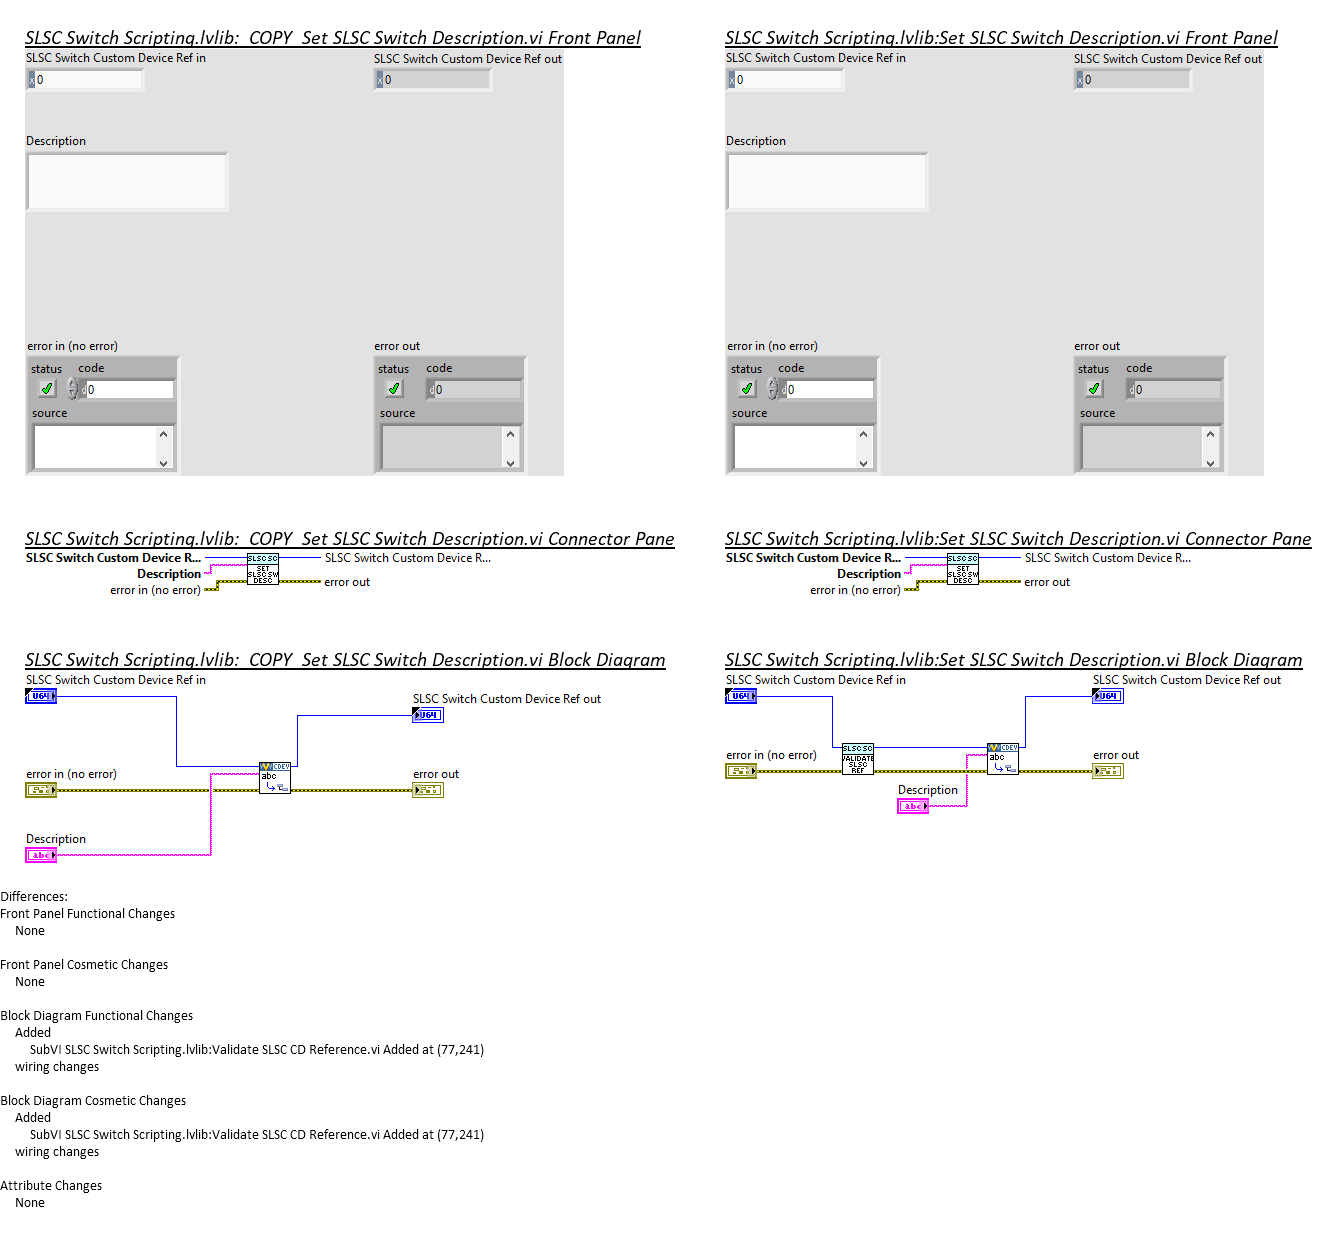 SLSC Switch Scripting.lvlib:_COPY_Set SLSC Switch Description.vi Front Panel
SLSC Switch Custom Device Ref in
SLSC Switch Custom Device Ref out
x 0
x 0
Description
error in (no error)
error out
status
code
status
code
d 0
d 0
source
source
SLSC Switch Scripting.lvlib:Set SLSC Switch Description.vi Front Panel
SLSC Switch Custom Device Ref in
SLSC Switch Custom Device Ref out
x 0
x 0
Description
error in (no error)
error out
status
code
status
code
d 0
d 0
source
source
SLSC Switch Scripting.lvlib:_COPY_Set SLSC Switch Description.vi Connector Pane
SLSC Switch Custom Device R...
SLSC SC
SLSC Switch Custom Device R...
Description
SET
SLSC SW
DESC
error in (no error)
error out
SLSC Switch Scripting.lvlib:Set SLSC Switch Description.vi Connector Pane
SLSC Switch Custom Device R...
SLSC SC
SLSC Switch Custom Device R...
Description
SET
SLSC SW
DESC
error in (no error)
error out
SLSC Switch Scripting.lvlib:_COPY_Set SLSC Switch Description.vi Block Diagram
SLSC Switch Custom Device Ref in
U64
SLSC Switch Custom Device Ref out
U64
CDEV
abc
error in (no error)
error out
Description
abc
SLSC Switch Scripting.lvlib:Set SLSC Switch Description.vi Block Diagram
SLSC Switch Custom Device Ref in
U64
SLSC Switch Custom Device Ref out
U64
SLSC SC
VALIDATE
SLSC
REF
CDEV
abc
error in (no error)
error out
Description
abc
Differences:
Front Panel Functional Changes
None
Front Panel Cosmetic Changes
None
Block Diagram Functional Changes
Added
SubVI SLSC Switch Scripting.lvlib:Validate SLSC CD Reference.vi Added at (77,241)
wiring changes
Block Diagram Cosmetic Changes
Added
SubVI SLSC Switch Scripting.lvlib:Validate SLSC CD Reference.vi Added at (77,241)
wiring changes
Attribute Changes
None